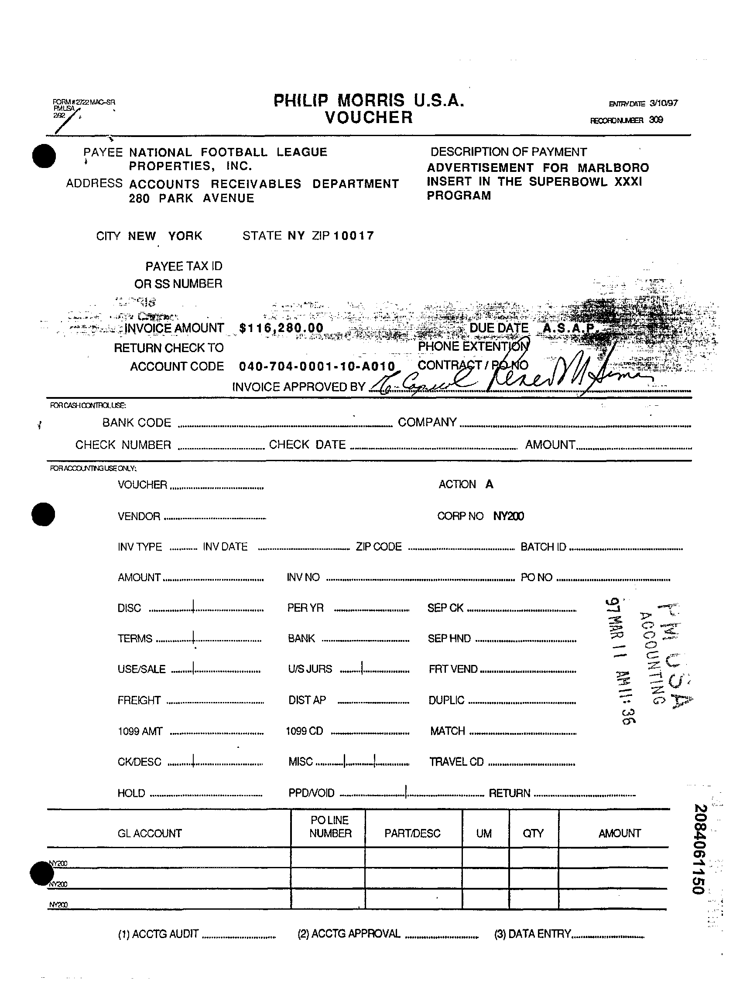 FORM # 2722 MAC-SR
PM USA
2/92
PHILIP MORRIS U.S.A.
VOUCHER
ENTRY DATE 3/10/97
RECORD NUMBER 309
PAYEE NATIONAL FOOTBALL LEAGUE
PROPERTIES, INC.
ADDRESS ACCOUNTS RECEIVABLES DEPARTMENT
280 PARK AVENUE
DESCRIPTION OF PAYMENT
ADVERTISEMENT FOR MARLBORO
INSERT IN THE SUPERBOWL XXXI
PROGRAM
CITY NEW YORK STATE NY ZIP 10017
PAYEE TAX ID
OR SS NUMBER
INVOICE AMOUNT $116,280.00 DUE DATE A.S.A.P.
RETURN CHECK TO PHONE EXTENTION
ACCOUNT CODE 040-704-0001-10-A010 CONTRACT / PO NO
INVOICE APPROVED BY
FOR CASH CONTROL USE:
BANK CODE COMPANY
CHECK NUMBER CHECK DATE AMOUNT
FOR ACCOUNTING USE ONLY:
VOUCHER ACTION A
VENDOR CORP NO NY200
INV TYPE INV DATE ZIP CODE BATCH ID
AMOUNT INV NO PO NO
DISC PER YR SEP CK
TERMS BANK SEP HND
USE/SALE U/S JURS FRT VEND
FREIGHT DIST AP DUPLIC
1099 AMT 1099 CD MATCH
CK/DESC MISC TRAVEL CD
HOLD PPD/VOID RETURN
PM USA
ACCOUNTING
97 MAR 11 AM 11: 36
GL ACCOUNT PO LINE NUMBER PART/DESC UM QTY AMOUNT
NY200
NY200
NY200
(1) ACCTG AUDIT (2) ACCTG APPROVAL (3) DATA ENTRY
2084061150